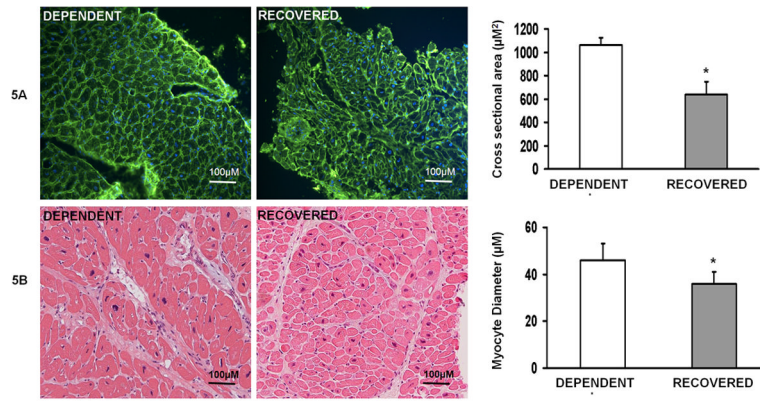 5A
DEPENDENT
100μM
RECOVERED
100μM
Cross sectional area (μM²)
1200
1000
800
600
400
200
0
*
DEPENDENT
RECOVERED
5B
DEPENDENT
100μM
RECOVERED
100μM
Myocyte Diameter (μM)
60
40
20
0
*
DEPENDENT
RECOVERED